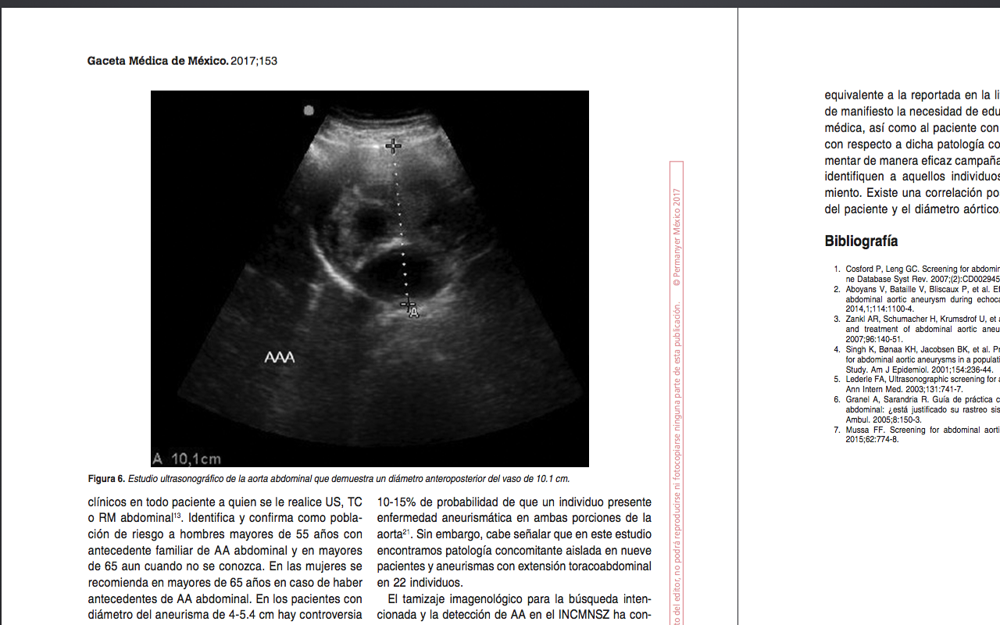 Gaceta Médica de México. 2017;153
AAA
A
A 10,1cm
Figura 6. Estudio ultrasonográfico de la aorta abdominal que demuestra un diámetro anteroposterior del vaso de 10.1 cm.
clínicos en todo paciente a quien se le realice US, TC
o RM abdominal¹³. Identifica y confirma como pobla-
ción de riesgo a hombres mayores de 55 años con
antecedente familiar de AA abdominal y en mayores
de 65 aun cuando no se conozca. En las mujeres se
recomienda en mayores de 65 años en caso de haber
antecedentes de AA abdominal. En los pacientes con
diámetro del aneurisma de 4-5.4 cm hay controversia
10-15% de probabilidad de que un individuo presente
enfermedad aneurismática en ambas porciones de la
aorta²¹. Sin embargo, cabe señalar que en este estudio
encontramos patología concomitante aislada en nueve
pacientes y aneurismas con extensión toracoabdominal
en 22 individuos.
El tamizaje imagenológico para la búsqueda inten-
cionada y la detección de AA en el INCMNSZ ha con-
to del editor, no podrá reproducirse ni fotocopiarse ninguna parte de esta publicación. © Permanyer México 2017
equivalente a la reportada en la li
de manifiesto la necesidad de edu
médica, así como al paciente con
con respecto a dicha patología co
mentar de manera eficaz campaña
identifiquen a aquellos individuos
miento. Existe una correlación po
del paciente y el diámetro aórtico.
Bibliografía
1. Cosford P, Leng GC. Screening for abdomin
ne Database Syst Rev. 2007;(2):CD002945
2. Aboyans V, Bataille V, Bliscaux P, et al. Ef
abdominal aortic aneurysm during echoca
2014,1;114:1100-4.
3. Zankl AR, Schumacher H, Krumsdrof U, et a
and treatment of abdominal aortic aneu
2007;96:140-51.
4. Singh K, Bønaa KH, Jacobsen BK, et al. Pr
for abdominal aortic aneurysms in a populati
Study. Am J Epidemiol. 2001;154:236-44.
5. Lederle FA, Ultrasonographic screening for a
Ann Intern Med. 2003;131:741-7.
6. Granel A, Sarandria R. Guía de práctica c
abdominal: ¿está justificado su rastreo sis
Ambul. 2005;8:150-3.
7. Mussa FF. Screening for abdominal aorti
2015;62:774-8.